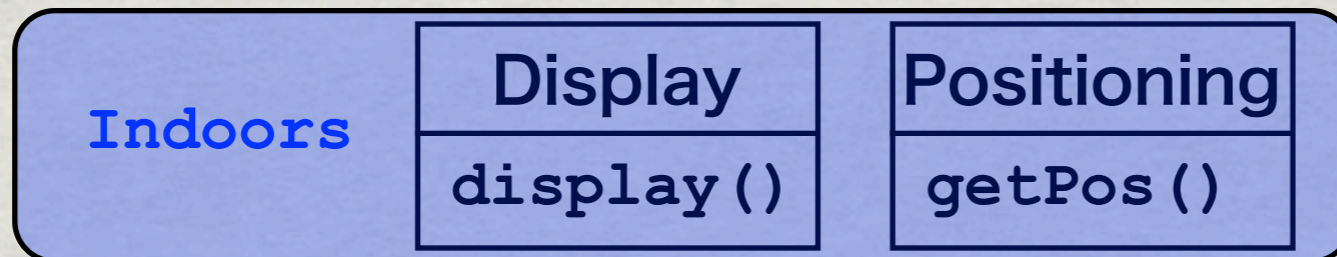 Indoors
Display
display()
Positioning
getPos()